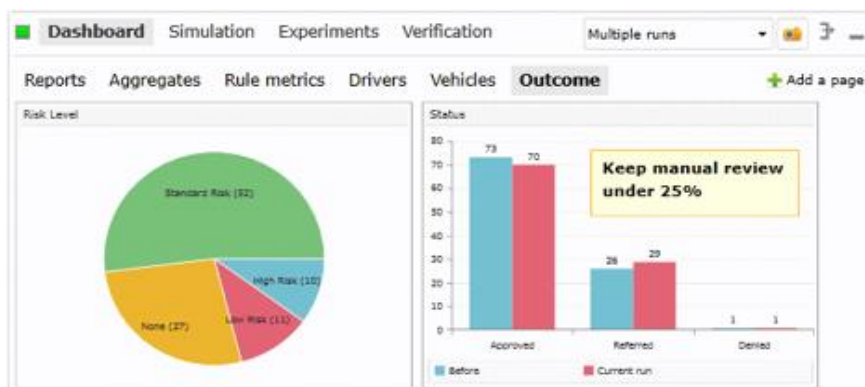 Dashboard Simulation Experiments Verification Multiple runs
Reports Aggregates Rule metrics Drivers Vehicles Outcome Add a page
Risk Level
Standard Risk (52)
High Risk (10)
Low Risk (11)
None (27)
Status
80
70
60
50
40
30
20
10
0
73
70
26
29
1
1
Keep manual review
under 25%
Approved Referred Denied
Before Current run